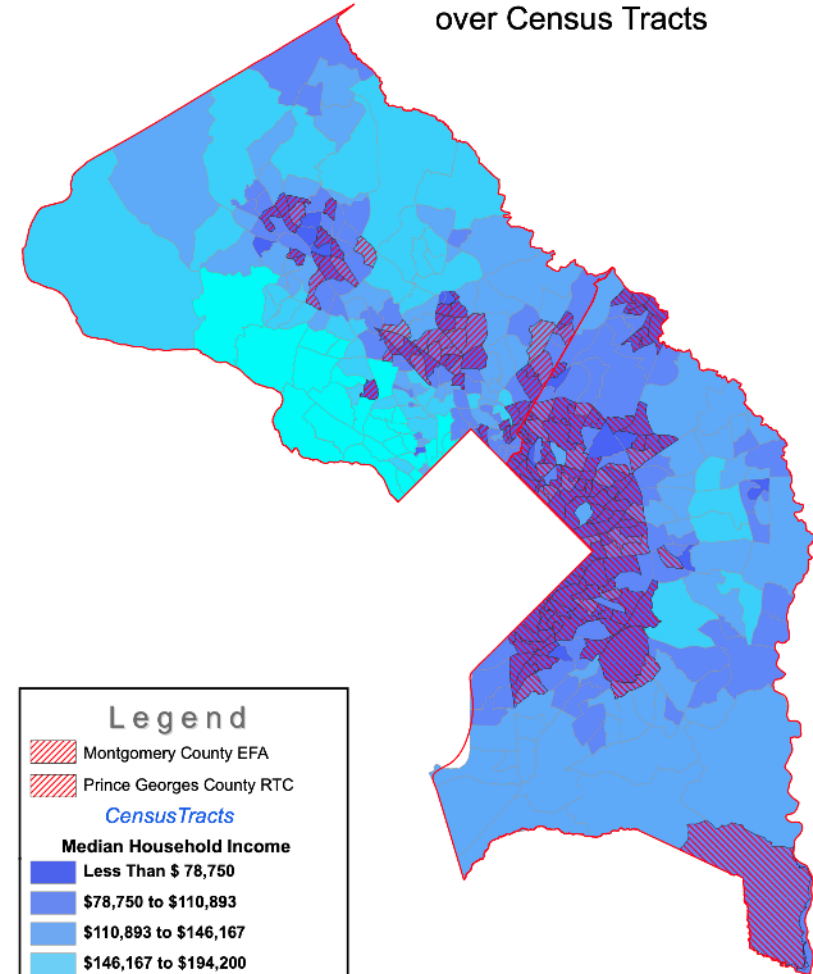 over Census Tracts
Legend
Montgomery County EFA
Prince Georges County RTC
CensusTracts
Median Household Income
Less Than $ 78,750
$78,750 to $110,893
$110,893 to $146,167
$146,167 to $194,200